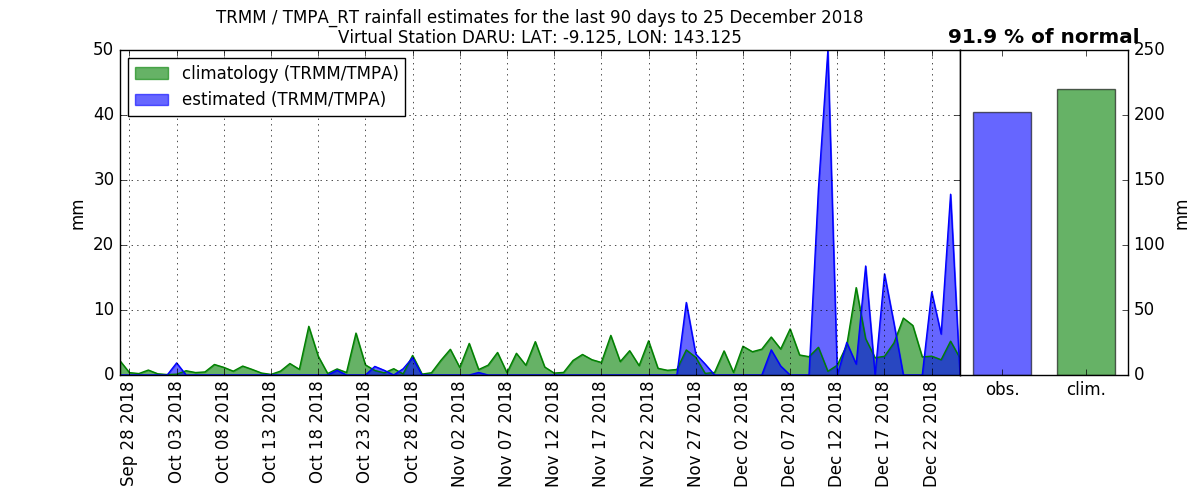 TRMM / TMPA_RT rainfall estimates for the last 90 days to 25 December 2018
Virtual Station DARU: LAT: -9.125, LON: 143.125
91.9 % of normal
climatology (TRMM/TMPA)
estimated (TRMM/TMPA)
50
40
30
20
10
0
mm
250
200
150
100
50
0
mm
Sep 28 2018
Oct 03 2018
Oct 08 2018
Oct 13 2018
Oct 18 2018
Oct 23 2018
Oct 28 2018
Nov 02 2018
Nov 07 2018
Nov 12 2018
Nov 17 2018
Nov 22 2018
Nov 27 2018
Dec 02 2018
Dec 07 2018
Dec 12 2018
Dec 17 2018
Dec 22 2018
obs.
clim.